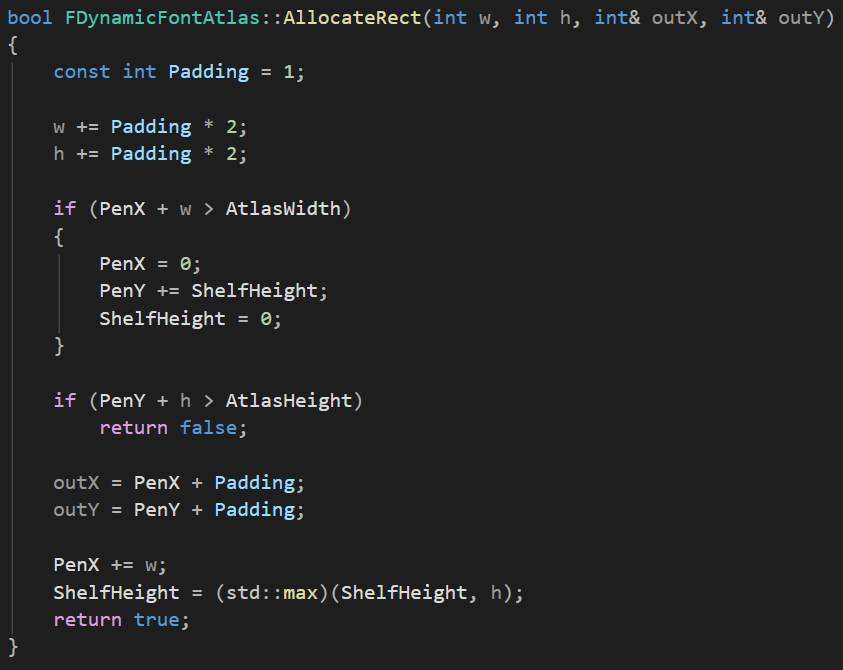 bool FDynamicFontAtlas::AllocateRect(int w, int h, int& outX, int& outY)
{
    const int Padding = 1;

    w += Padding * 2;
    h += Padding * 2;

    if (PenX + w > AtlasWidth)
    {
        PenX = 0;
        PenY += ShelfHeight;
        ShelfHeight = 0;
    }

    if (PenY + h > AtlasHeight)
        return false;

    outX = PenX + Padding;
    outY = PenY + Padding;

    PenX += w;
    ShelfHeight = (std::max)(ShelfHeight, h);
    return true;
}